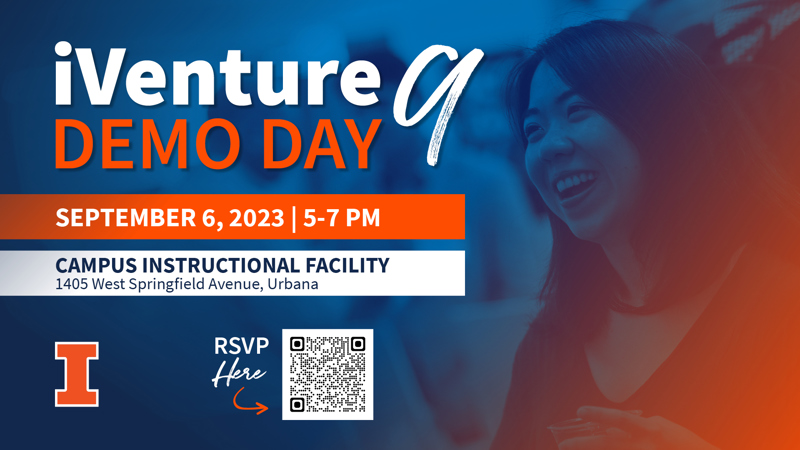 iVenture 9
DEMO DAY
SEPTEMBER 6, 2023 | 5-7 PM
CAMPUS INSTRUCTIONAL FACILITY
1405 West Springfield Avenue, Urbana
RSVP
Here
I